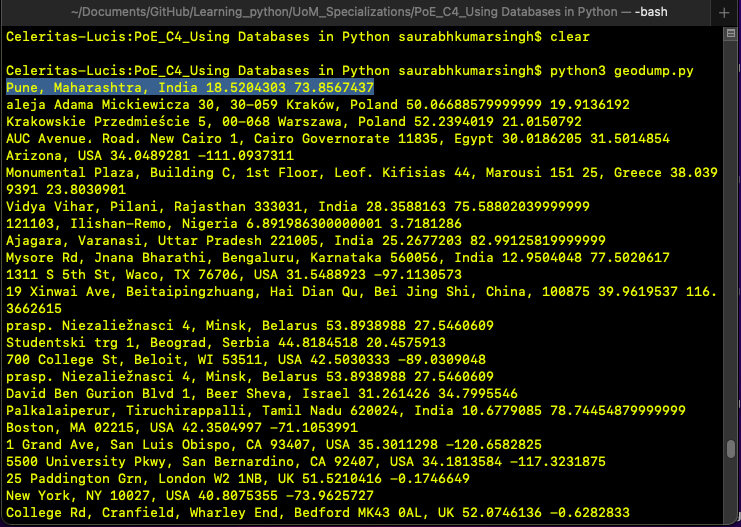 ~/Documents/GitHub/Learning_python/UoM_Specializations/PoE_C4_Using Databases in Python — -bash
+
Celeritas-Lucis:PoE_C4_Using Databases in Python saurabhkumarsingh$ clear
Celeritas-Lucis:PoE_C4_Using Databases in Python saurabhkumarsingh$ python3 geodump.py
Pune, Maharashtra, India 18.5204303 73.8567437
aleja Adama Mickiewicza 30, 30-059 Kraków, Poland 50.06688579999999 19.9136192
Krakowskie Przedmieście 5, 00-068 Warszawa, Poland 52.2394019 21.0150792
AUC Avenue، Road، New Cairo 1, Cairo Governorate 11835, Egypt 30.0186205 31.5014854
Arizona, USA 34.0489281 -111.0937311
Monumental Plaza, Building C, 1st Floor, Leof. Kifisias 44, Marousi 151 25, Greece 38.039
9391 23.8030901
Vidya Vihar, Pilani, Rajasthan 333031, India 28.3588163 75.58802039999999
121103, Ilishan-Remo, Nigeria 6.891986300000001 3.7181286
Ajagara, Varanasi, Uttar Pradesh 221005, India 25.2677203 82.99125819999999
Mysore Rd, Jnana Bharathi, Bengaluru, Karnataka 560056, India 12.9504048 77.5020617
1311 S 5th St, Waco, TX 76706, USA 31.5488923 -97.1130573
19 Xinwai Ave, Beitaipingzhuang, Hai Dian Qu, Bei Jing Shi, China, 100875 39.9619537 116.
3662615
prasp. Niezaliežnasci 4, Minsk, Belarus 53.8938988 27.5460609
Studentski trg 1, Beograd, Serbia 44.8184518 20.4575913
700 College St, Beloit, WI 53511, USA 42.5030333 -89.0309048
prasp. Niezaliežnasci 4, Minsk, Belarus 53.8938988 27.5460609
David Ben Gurion Blvd 1, Beer Sheva, Israel 31.261426 34.7995546
Palkalaiperur, Tiruchirappalli, Tamil Nadu 620024, India 10.6779085 78.74454879999999
Boston, MA 02215, USA 42.3504997 -71.1053991
1 Grand Ave, San Luis Obispo, CA 93407, USA 35.3011298 -120.6582825
5500 University Pkwy, San Bernardino, CA 92407, USA 34.1813584 -117.3231875
25 Paddington Grn, London W2 1NB, UK 51.5210416 -0.1746649
New York, NY 10027, USA 40.8075355 -73.9625727
College Rd, Cranfield, Wharley End, Bedford MK43 0AL, UK 52.0746136 -0.6282833